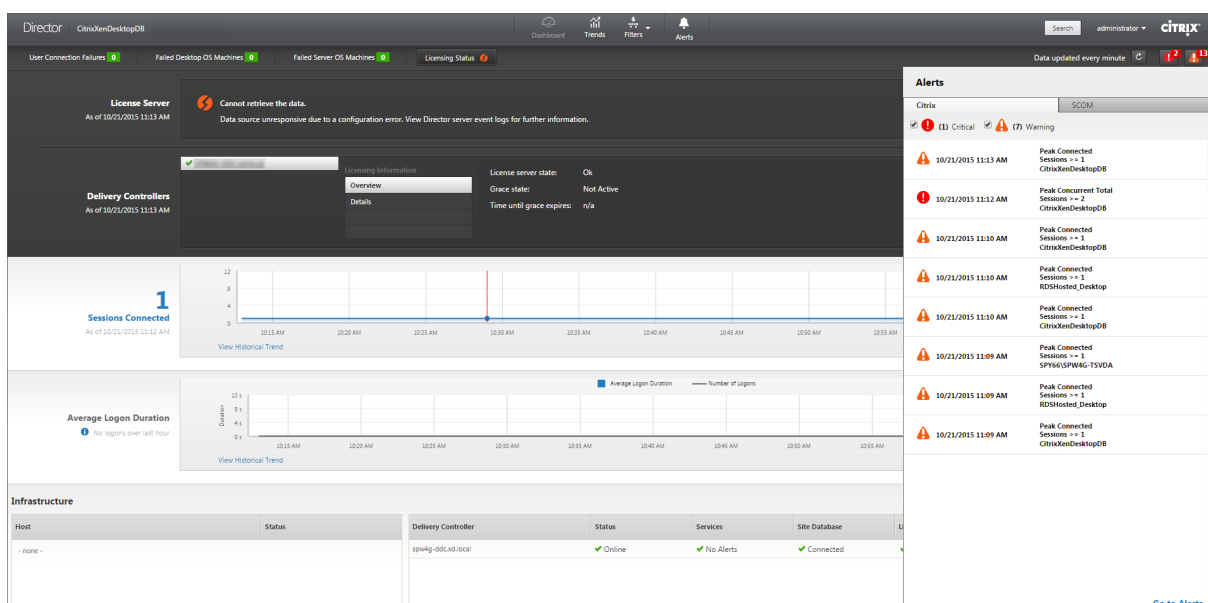 Director CitrixXenDesktopDB
Dashboard Trends Filters Alerts
Search administrator CİTRIX
User Connection Failures 0 Failed Desktop OS Machines 0 Failed Server OS Machines 0 Licensing Status
Data updated every minute 2 13
License Server
As of 10/21/2015 11:13 AM
Cannot retrieve the data.
Data source unresponsive due to a configuration error. View Director server event logs for further information.
Delivery Controllers
As of 10/21/2015 11:13 AM
Licensing Information
Overview
Details
License server state: Ok
Grace state: Not Active
Time until grace expires: n/a
1
Sessions Connected
As of 10/21/2015 11:12 AM
12
8
4
0
10:15 AM 10:20 AM 10:25 AM 10:30 AM 10:35 AM 10:40 AM 10:45 AM 10:50 AM 10:55 AM
View Historical Trend
Average Logon Duration
No logons over last hour
Average Logon Duration Number of Logons
Duration
12 s
8 s
4 s
0 s
10:15 AM 10:20 AM 10:25 AM 10:30 AM 10:35 AM 10:40 AM 10:45 AM 10:50 AM 10:55 AM
View Historical Trend
Infrastructure
Host Status
- none -
Delivery Controller Status Services Site Database
spw4g-ddc.xd.local Online No Alerts Connected
Alerts
Citrix SCOM
(1) Critical (7) Warning
10/21/2015 11:13 AM
Peak Connected
Sessions >= 1
CitrixXenDesktopDB
10/21/2015 11:12 AM
Peak Concurrent Total
Sessions >= 2
CitrixXenDesktopDB
10/21/2015 11:10 AM
Peak Connected
Sessions >= 1
CitrixXenDesktopDB
10/21/2015 11:10 AM
Peak Connected
Sessions >= 1
RDSHosted_Desktop
10/21/2015 11:10 AM
Peak Connected
Sessions >= 1
CitrixXenDesktopDB
10/21/2015 11:09 AM
Peak Connected
Sessions >= 1
SPY66\SPW4G-TSVDA
10/21/2015 11:09 AM
Peak Connected
Sessions >= 1
RDSHosted_Desktop
10/21/2015 11:09 AM
Peak Connected
Sessions >= 1
CitrixXenDesktopDB
Go to Alerts